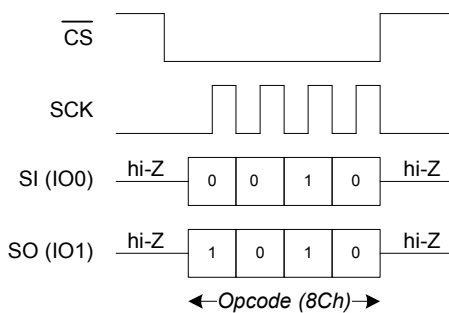 CS
SCK
SI (IO0) hi-Z 0 0 1 0 hi-Z
SO (IO1) hi-Z 1 0 1 0 hi-Z
Opcode (8Ch)